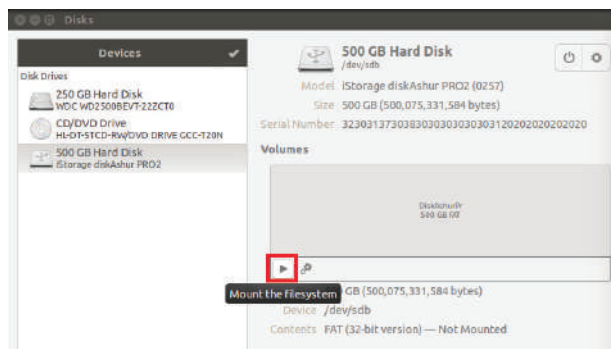 Disks
Devices
Disk Drives
250 GB Hard Disk
WDC WD2500BEVT-22ZCT0
CD/DVD Drive
HL-DT-STCD-RW/DVD DRIVE GCC-T20N
500 GB Hard Disk
iStorage diskAshur PRO2
500 GB Hard Disk
/dev/sdb
Model iStorage diskAshur PRO2 (0257)
Size 500 GB (500,075,331,584 bytes)
Serial Number
Volumes
500 GB FAT
Mount the filesystem
GB (500,075,331,584 bytes)
Device /dev/sdb
Contents FAT (32-bit version) — Not Mounted